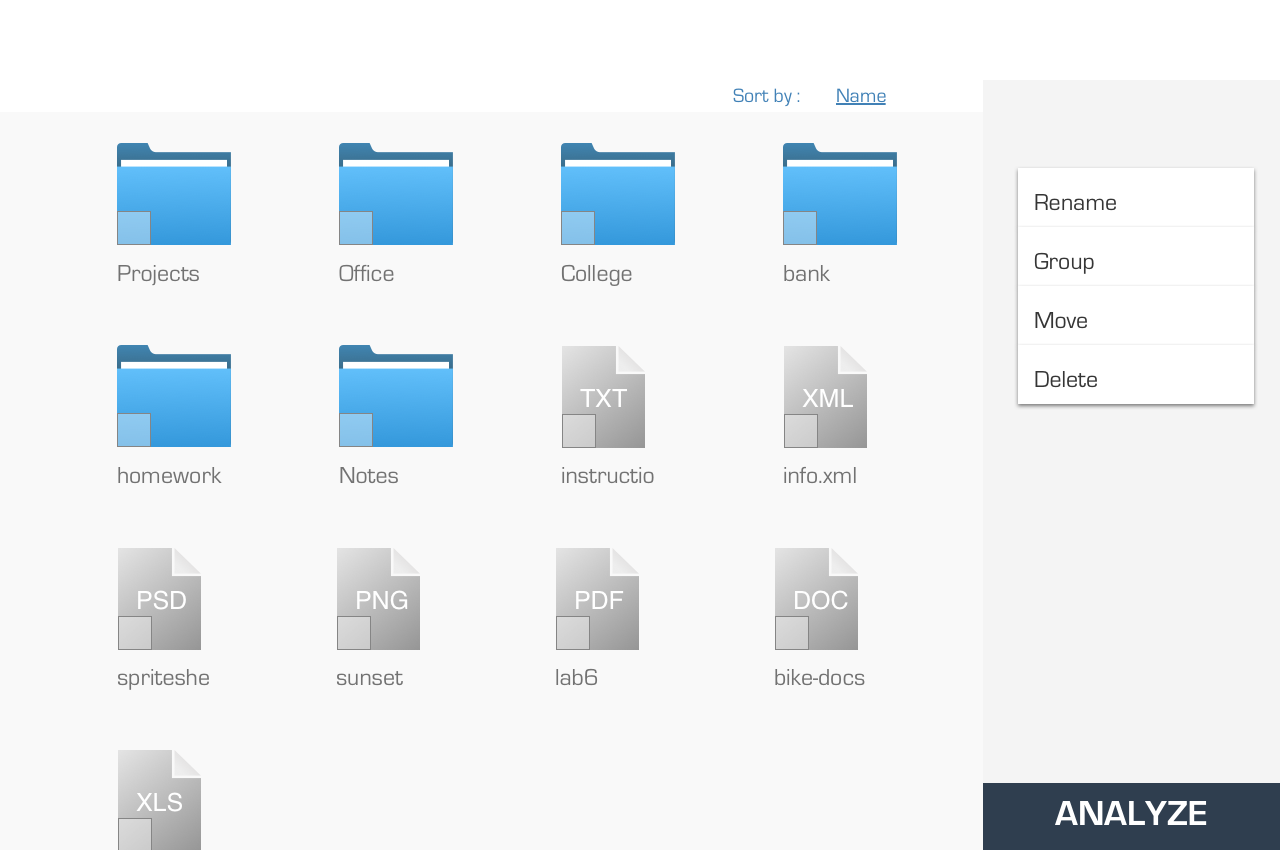 Sort by : Name
Projects
Office
College
bank
Rename
Group
Move
Delete
TXT
XML
homework
Notes
instructio
info.xml
PSD
PNG
PDF
DOC
spriteshe
sunset
lab6
bike-docs
XLS
ANALYZE